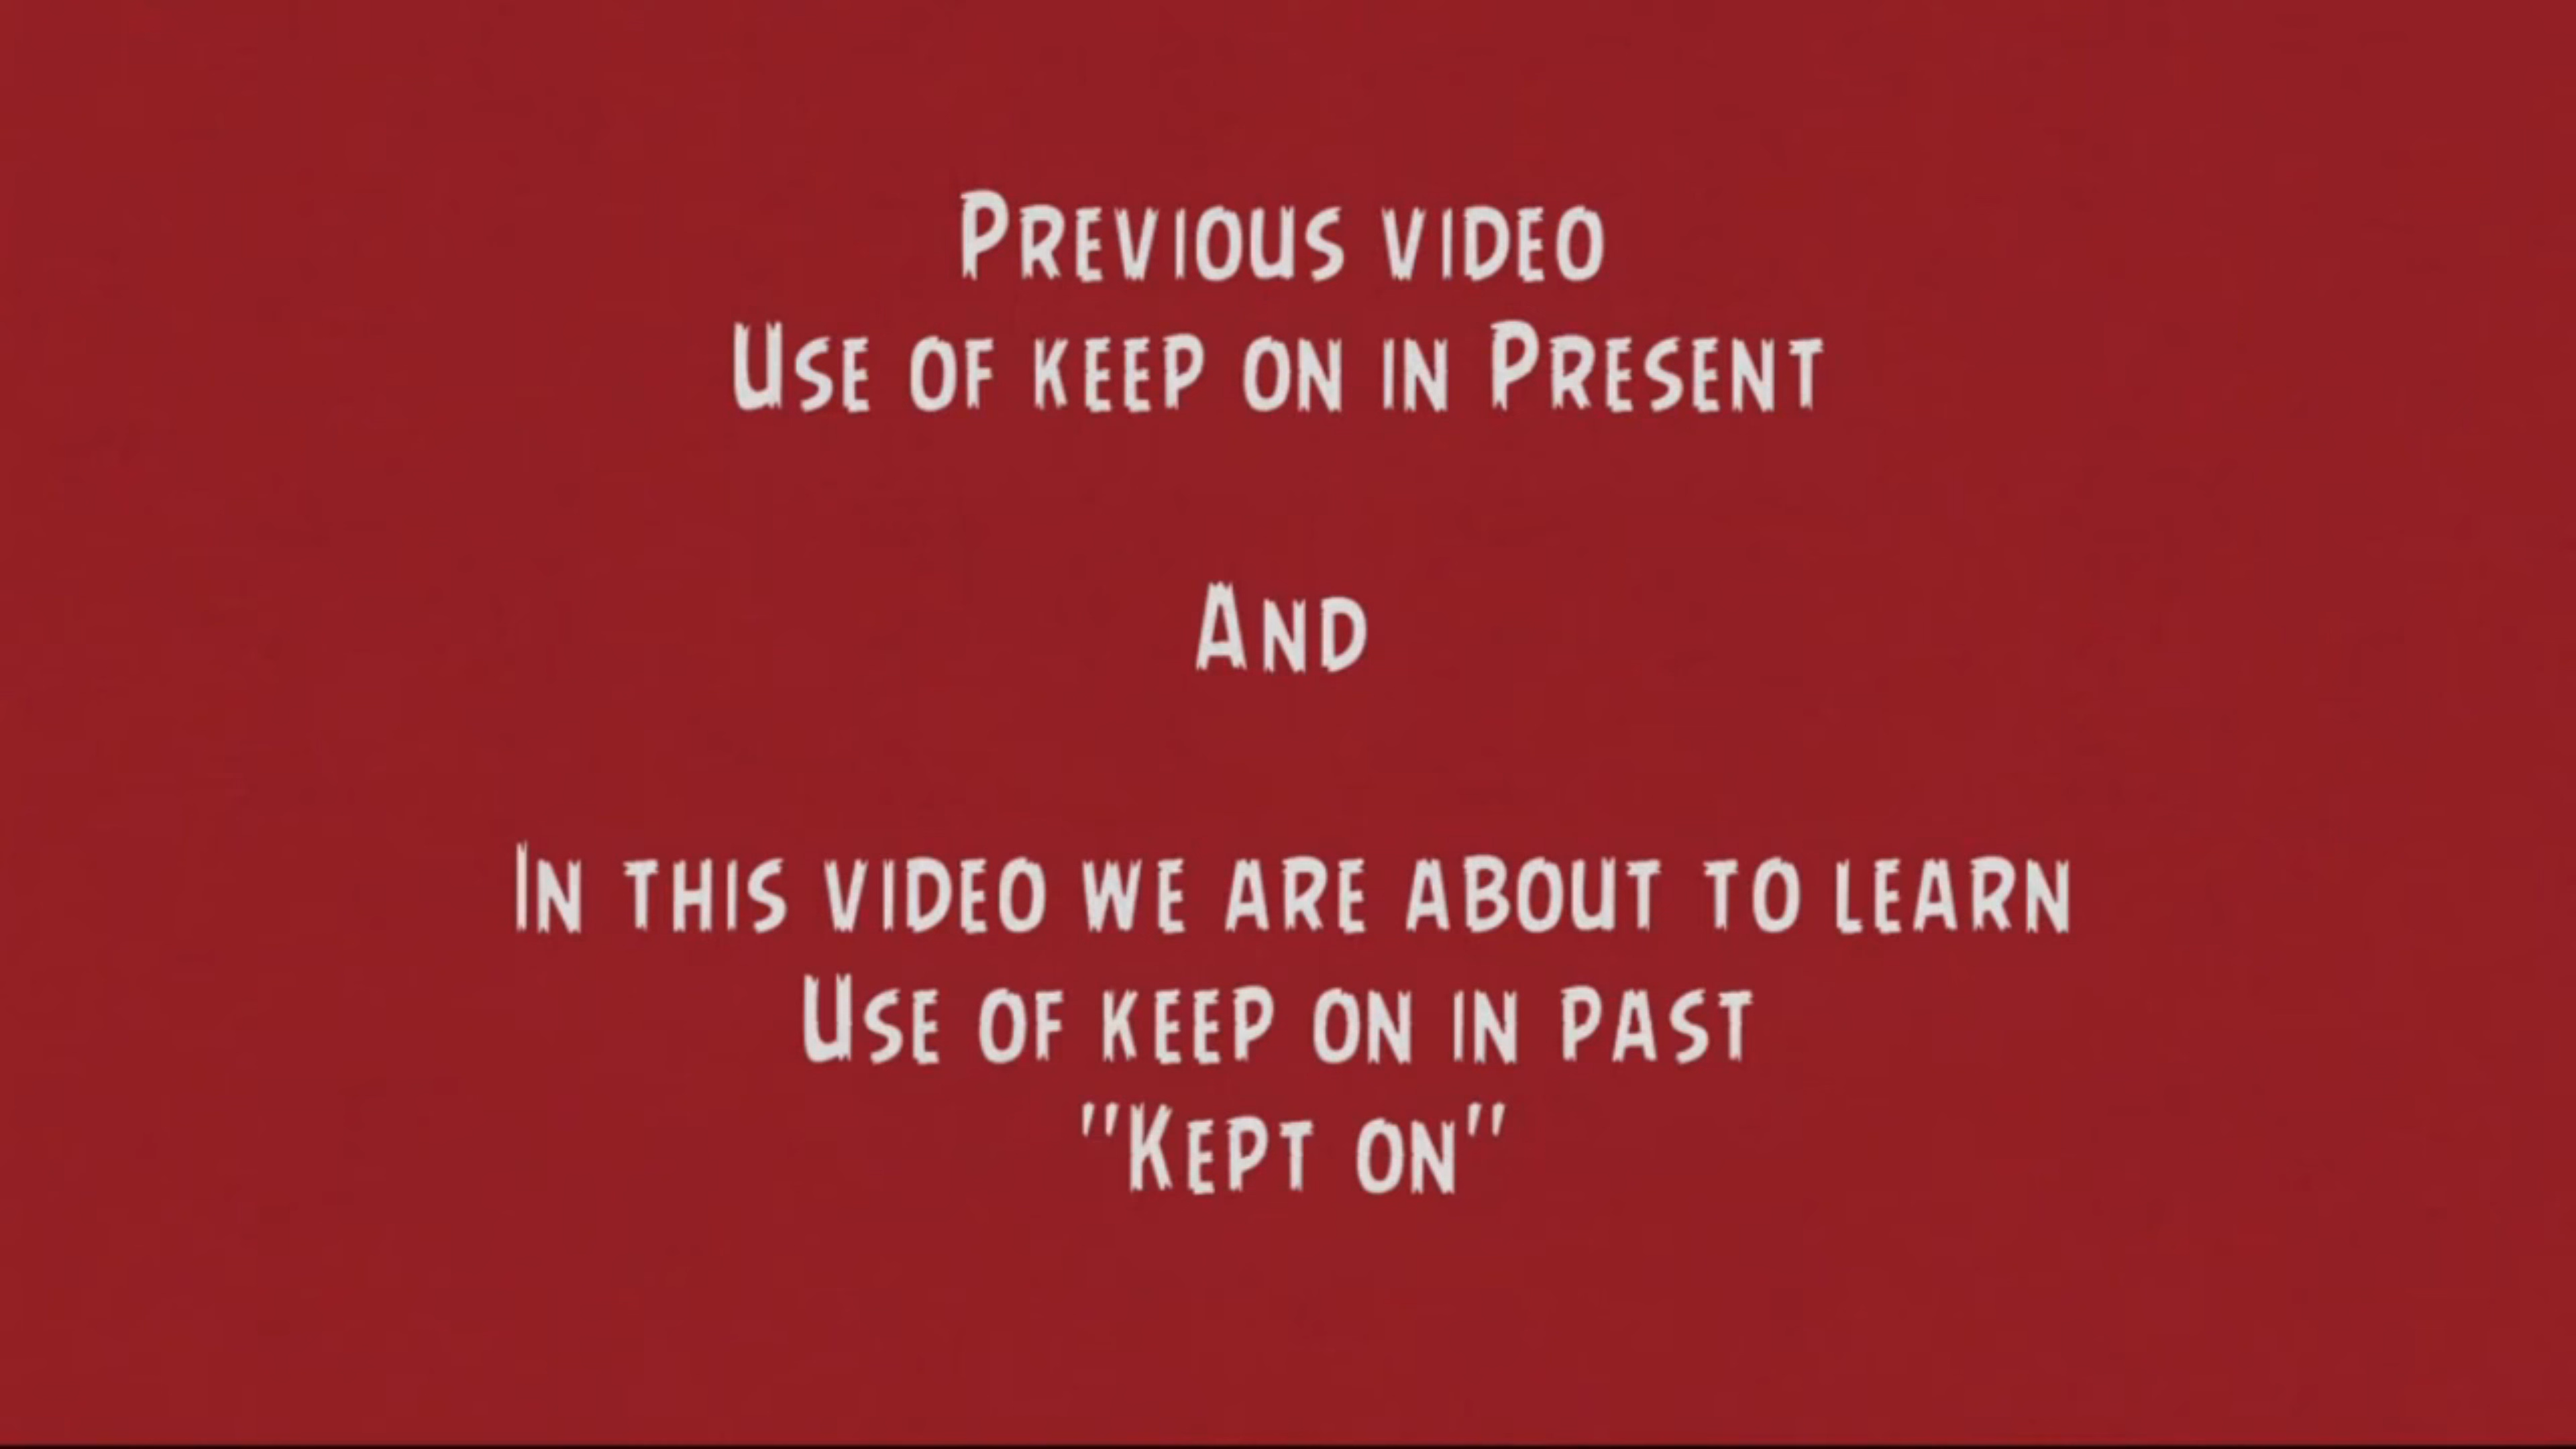 Previous video
Use of keep on in Present
And
In this video we are about to learn
Use of keep on in past
"Kept on"